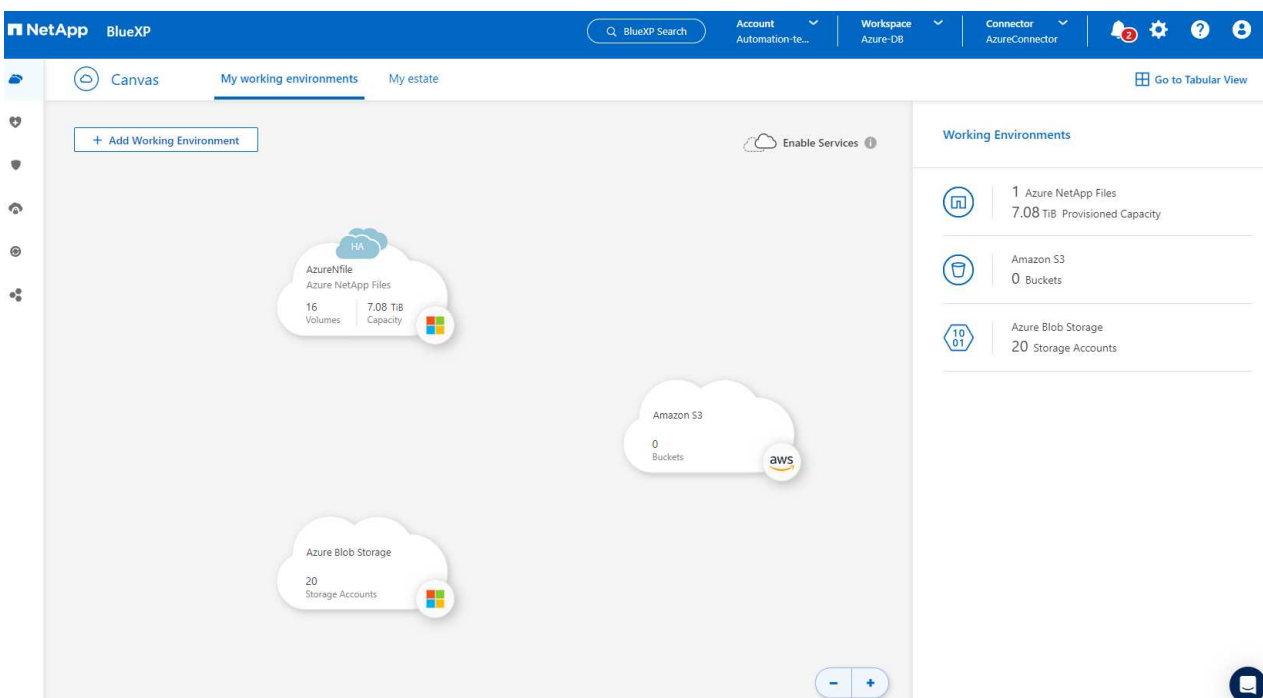 NetApp BlueXP
BlueXP Search
Account
Automation-te...
Workspace
Azure-DB
Connector
AzureConnector
2
Canvas
My working environments
My estate
Go to Tabular View
+ Add Working Environment
Enable Services
HA
AzureNfile
Azure NetApp Files
16
Volumes
7.08 TiB
Capacity
Amazon S3
0
Buckets
aws
Azure Blob Storage
20
Storage Accounts
Working Environments
1 Azure NetApp Files
7.08 TiB Provisioned Capacity
Amazon S3
0 Buckets
10
01
Azure Blob Storage
20 Storage Accounts